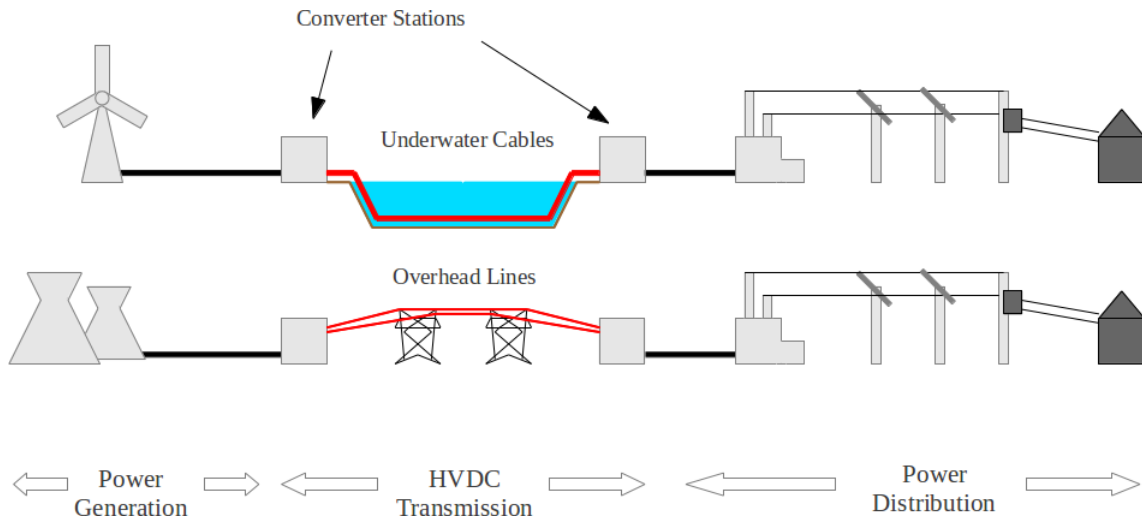 Converter Stations
Underwater Cables
Overhead Lines
Power
Generation
HVDC
Transmission
Power
Distribution